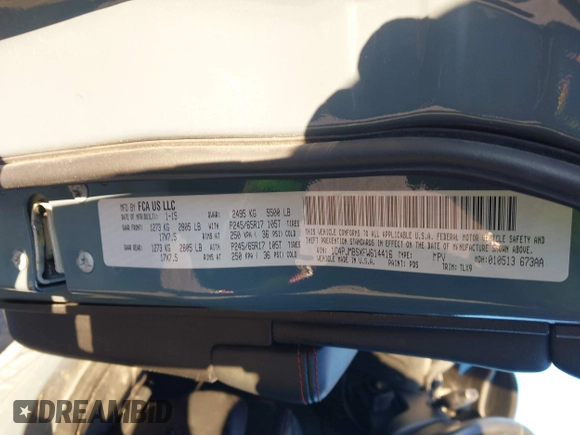 MFD BY FCA US LLC
DATE OF MFR: 1-15 GVWR: 2495 KG 5500 LB
GAWR FRONT: 1273 KG 2805 LB WITH P245/65R17 105T TIRES
17X7.5 RIMS AT 250 KPA / 36 PSI COLD
GAWR REAR: 1273 KG 2805 LB WITH P245/65R17 105T TIRES
17X7.5 RIMS AT 250 KPA / 36 PSI COLD
THIS VEHICLE CONFORMS TO ALL APPLICABLE U.S.A. FEDERAL MOTOR VEHICLE SAFETY AND
THEFT PREVENTION STANDARDS IN EFFECT ON THE DATE OF MANUFACTURE SHOWN ABOVE.
TYPE: MPV MDH: 010513 673AA
VEHICLE MADE IN U.S.A. PAINT: PDS TRIM: TLX9
DREAMBID